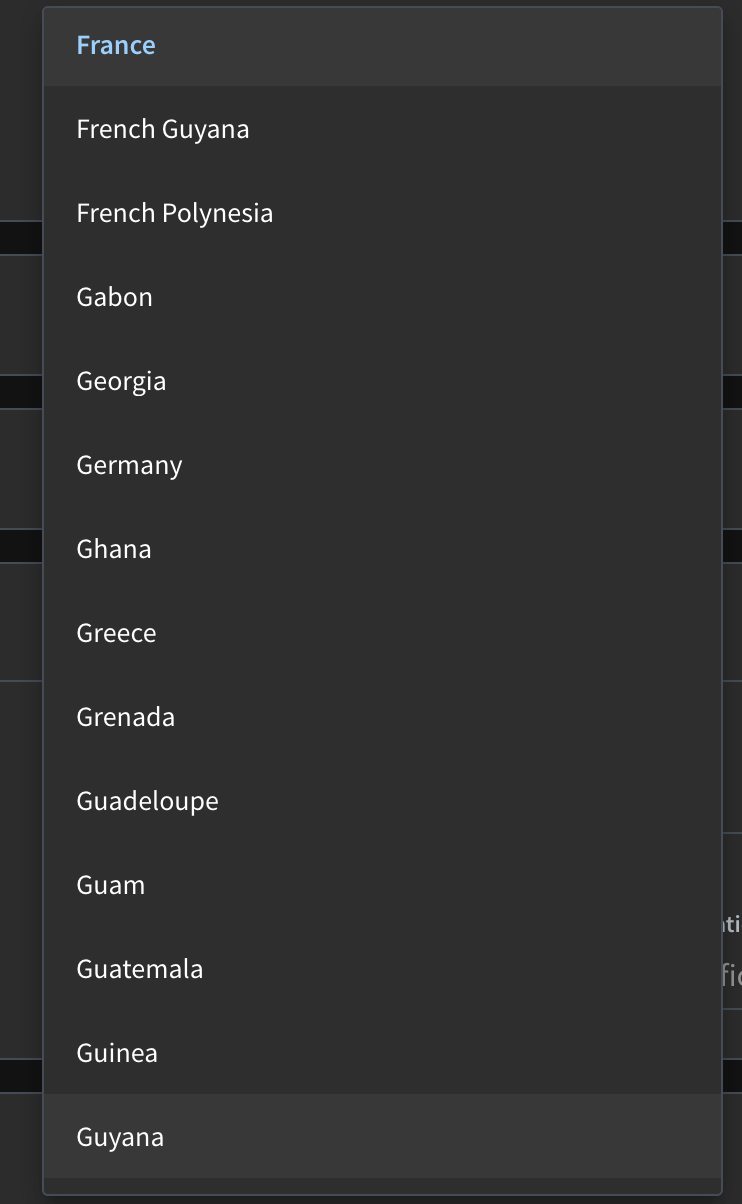 France
French Guyana
French Polynesia
Gabon
Georgia
Germany
Ghana
Greece
Grenada
Guadeloupe
Guam
Guatemala
Guinea
Guyana